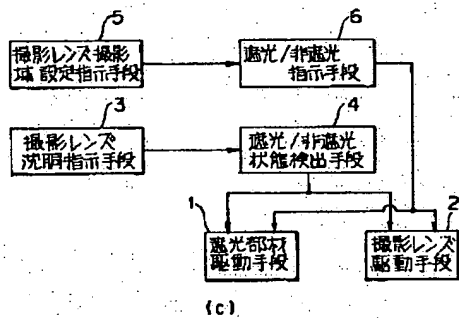 5
撮影レンズ撮影
域設定指示手段
6
遮光/非遮光
指示手段
3
撮影レンズ
沈胴指示手段
4
遮光/非遮光
状態検出手段
1
遮光部材
駆動手段
2
撮影レンズ
駆動手段
(c)